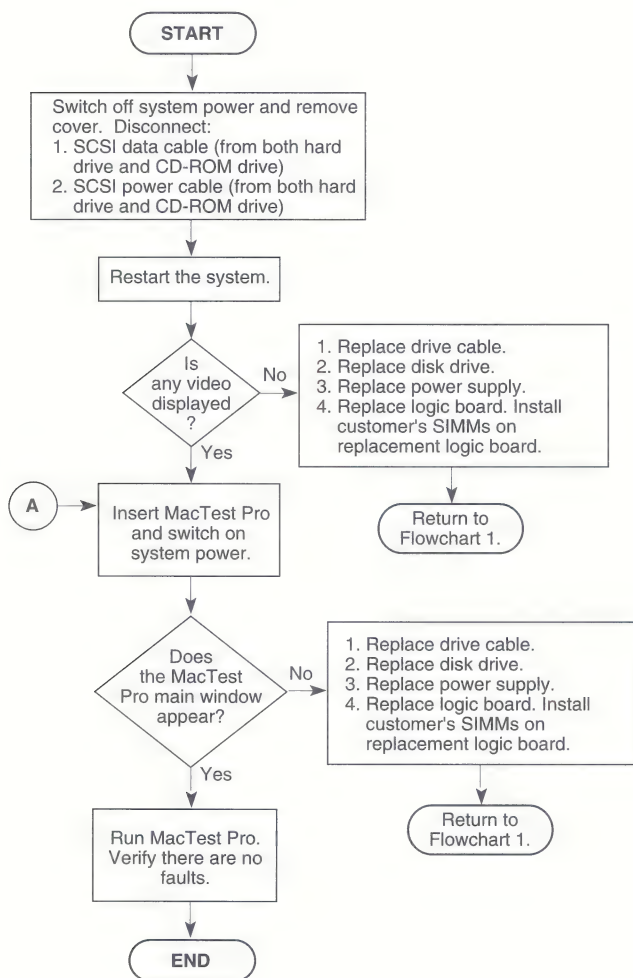 START
Switch off system power and remove
cover. Disconnect:
1. SCSI data cable (from both hard
drive and CD-ROM drive)
2. SCSI power cable (from both hard
drive and CD-ROM drive)
Restart the system.
Is
any video
displayed
?
No
1. Replace drive cable.
2. Replace disk drive.
3. Replace power supply.
4. Replace logic board. Install
customer's SIMMs on
replacement logic board.
Yes
Return to
Flowchart 1.
A
Insert MacTest Pro
and switch on
system power.
Does
the MacTest
Pro main window
appear?
No
1. Replace drive cable.
2. Replace disk drive.
3. Replace power supply.
4. Replace logic board. Install
customer's SIMMs on
replacement logic board.
Yes
Return to
Flowchart 1.
Run MacTest Pro.
Verify there are no
faults.
END